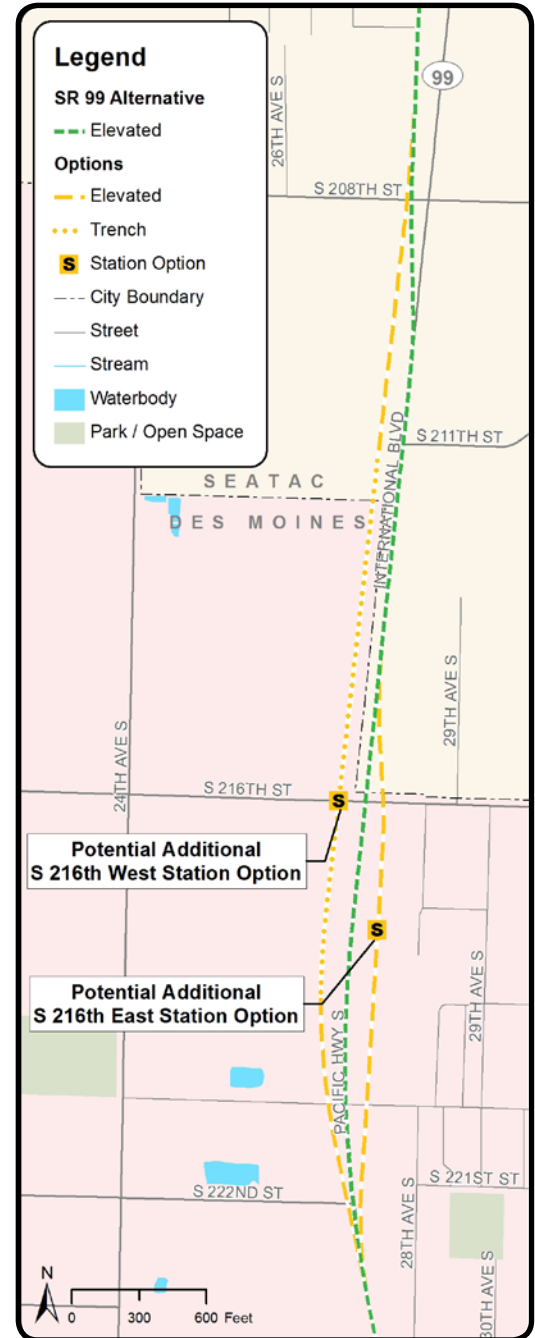 Legend
SR 99 Alternative
Elevated
Options
Elevated
Trench
S
Station Option
City Boundary
Street
Stream
Waterbody
Park / Open Space
26TH AVE S
99
S 208TH ST
S 211TH ST
INTERNATIONAL BLVD
SEATAC
DES MOINES
29TH AVE S
24TH AVE S
S 216TH ST
S
Potential Additional
S 216th West Station Option
S
Potential Additional
S 216th East Station Option
29TH AVE S
PACIFIC HWY S
S 221ST ST
S 222ND ST
28TH AVE S
30TH AVE S
N
0 300 600 Feet